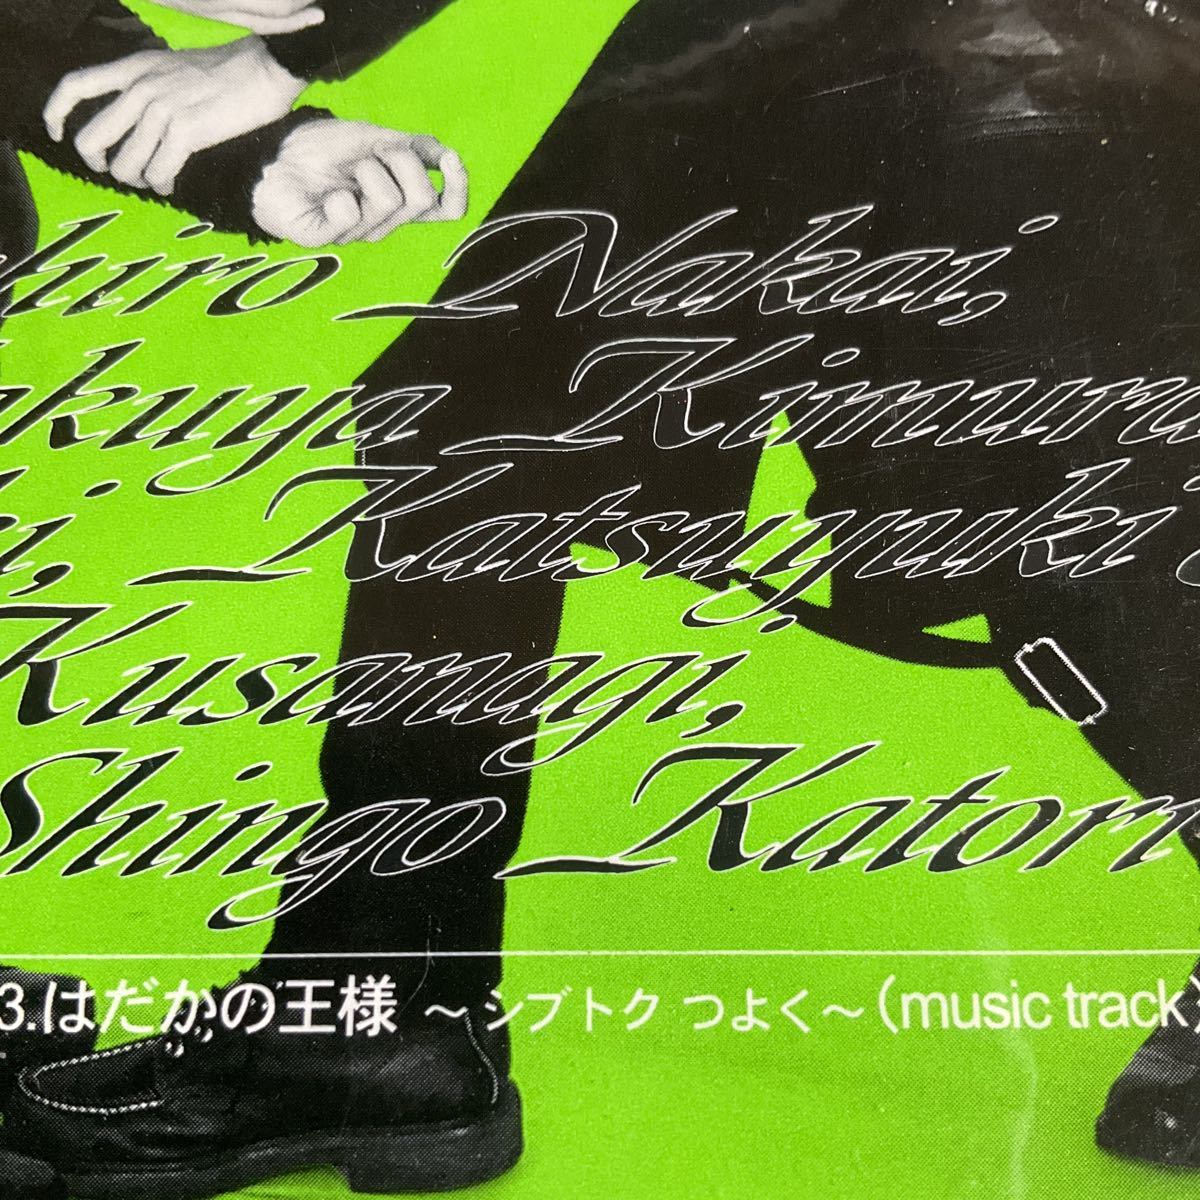 hiro Nakai,
kuya Kimura
i, Katsuyuki
Kusanagi,
Shingo Katori
3.はだかの王様 ～シブトク つよく～(music track)